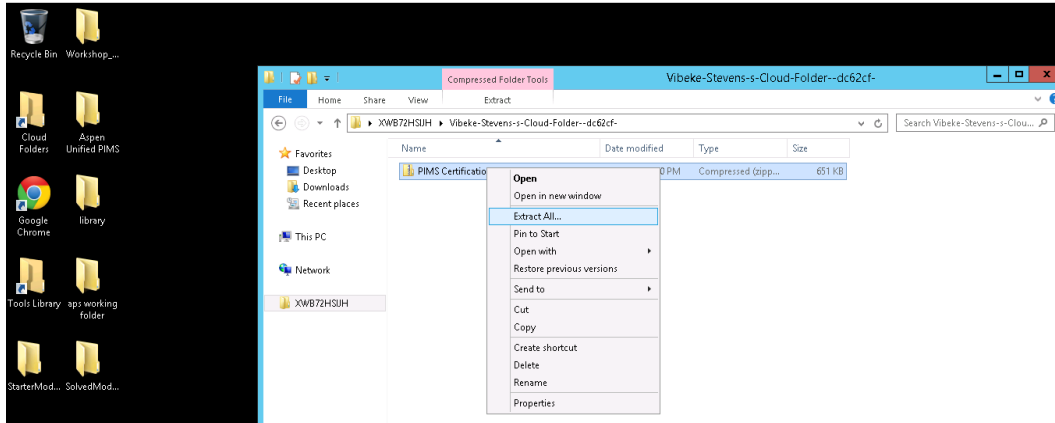 Recycle Bin
Workshop_...
Cloud Folders
Aspen Unified PIMS
Google Chrome
library
Tools Library
aps working folder
StarterMod...
SolvedMod...
Compressed Folder Tools
Vibeke-Stevens-s-Cloud-Folder--dc62cf-
File Home Share View Extract
XWB72HSIJH Vibeke-Stevens-s-Cloud-Folder--dc62cf-
Search Vibeke-Stevens-s-Clou...
Favorites
Desktop
Downloads
Recent places
This PC
Network
XWB72HSIJH
Name Date modified Type Size
PIMS Certificatio 0 PM Compressed (zipp... 651 KB
Open
Open in new window
Extract All...
Pin to Start
Open with
Restore previous versions
Send to
Cut
Copy
Create shortcut
Delete
Rename
Properties